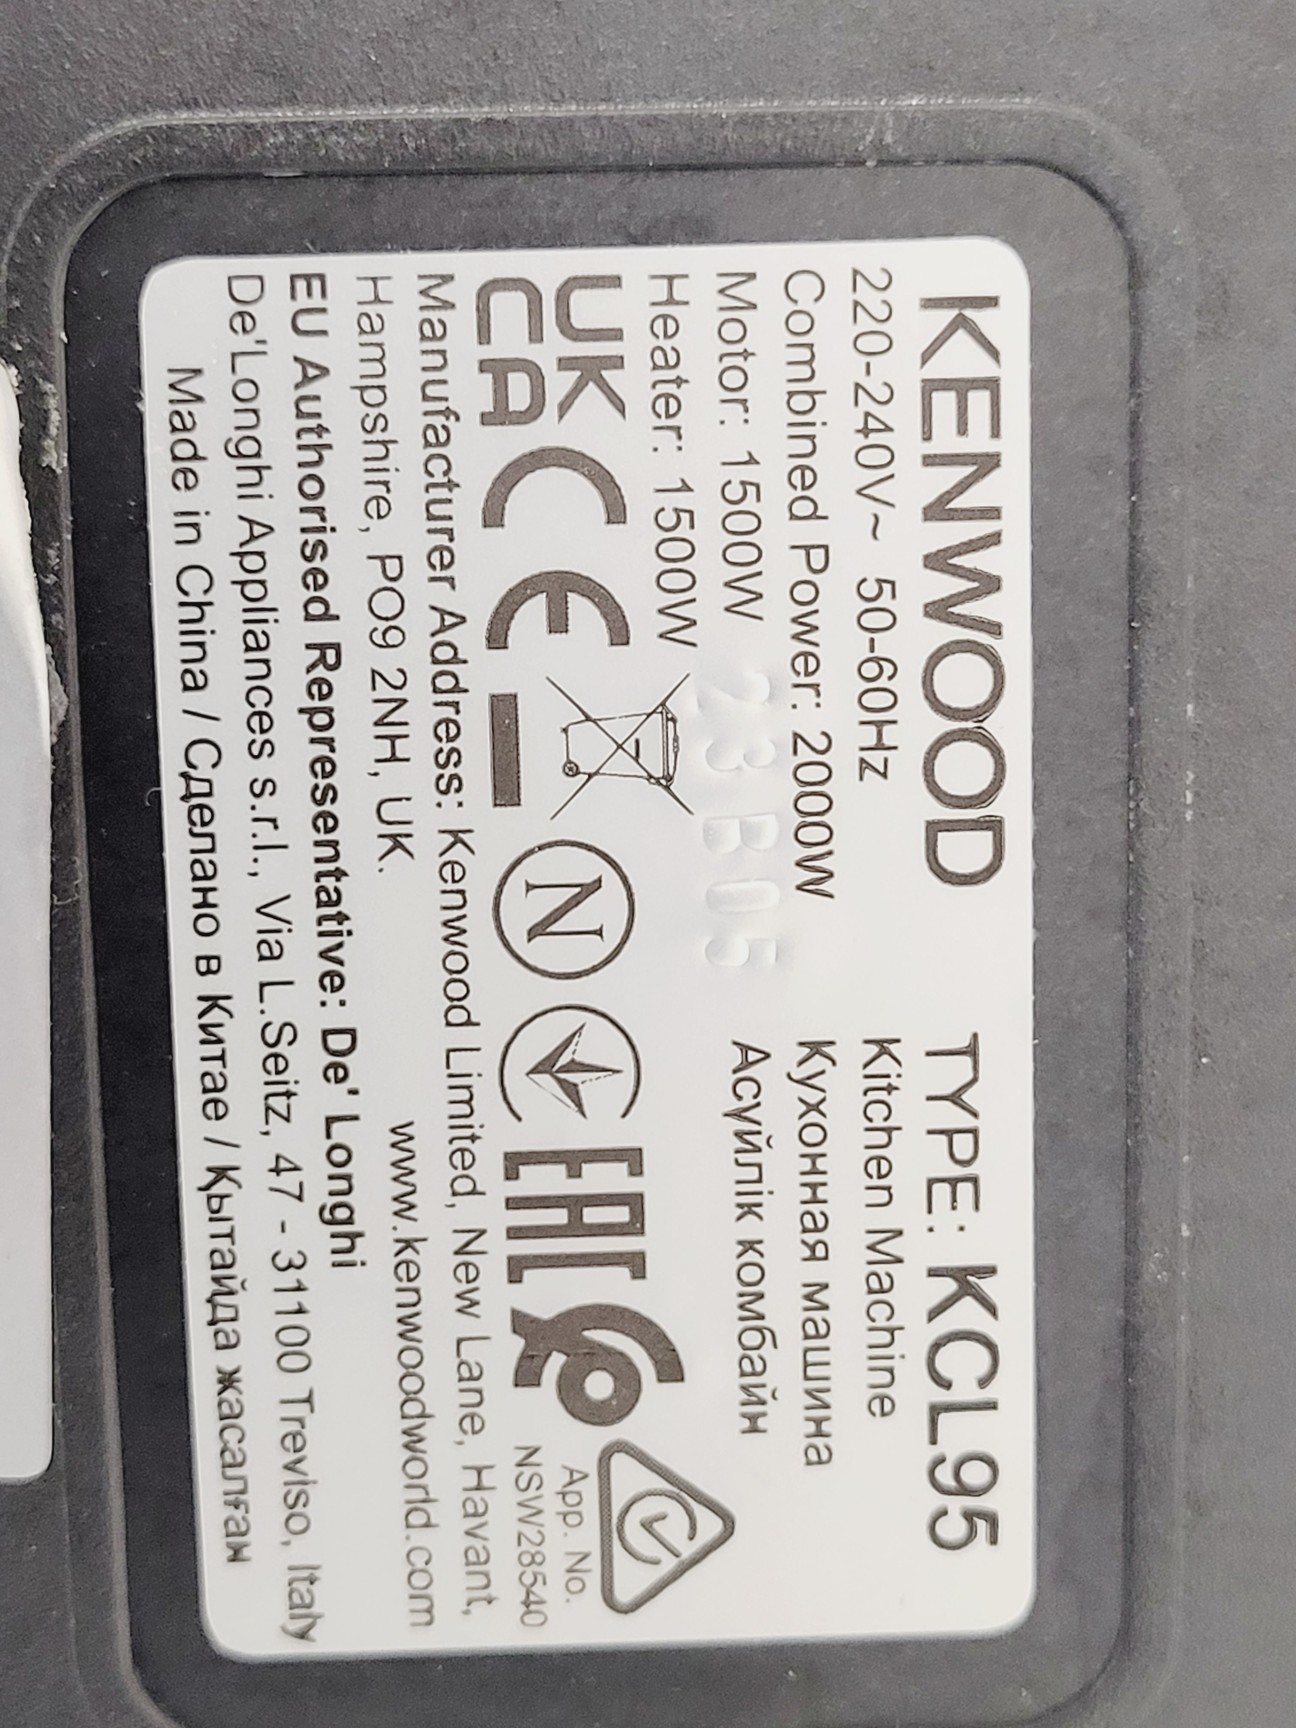 KENWOOD TYPE: KCL95
220-240V~ 50-60Hz Kitchen Machine
Combined Power: 2000W Кухонная машина
Motor: 1500W Асүйлік комбайн
23 B 05
Heater: 1500W
UK
CA
CE
N
EAC
App. No.
NSW28540
Manufacturer Address: Kenwood Limited, New Lane, Havant,
Hampshire, PO9 2NH, UK. www.kenwoodworld.com
EU Authorised Representative: De' Longhi
De'Longhi Appliances s.r.l., Via L.Seitz, 47 - 31100 Treviso, Italy
Made in China / Сделано в Китае / Қытайда жасалған